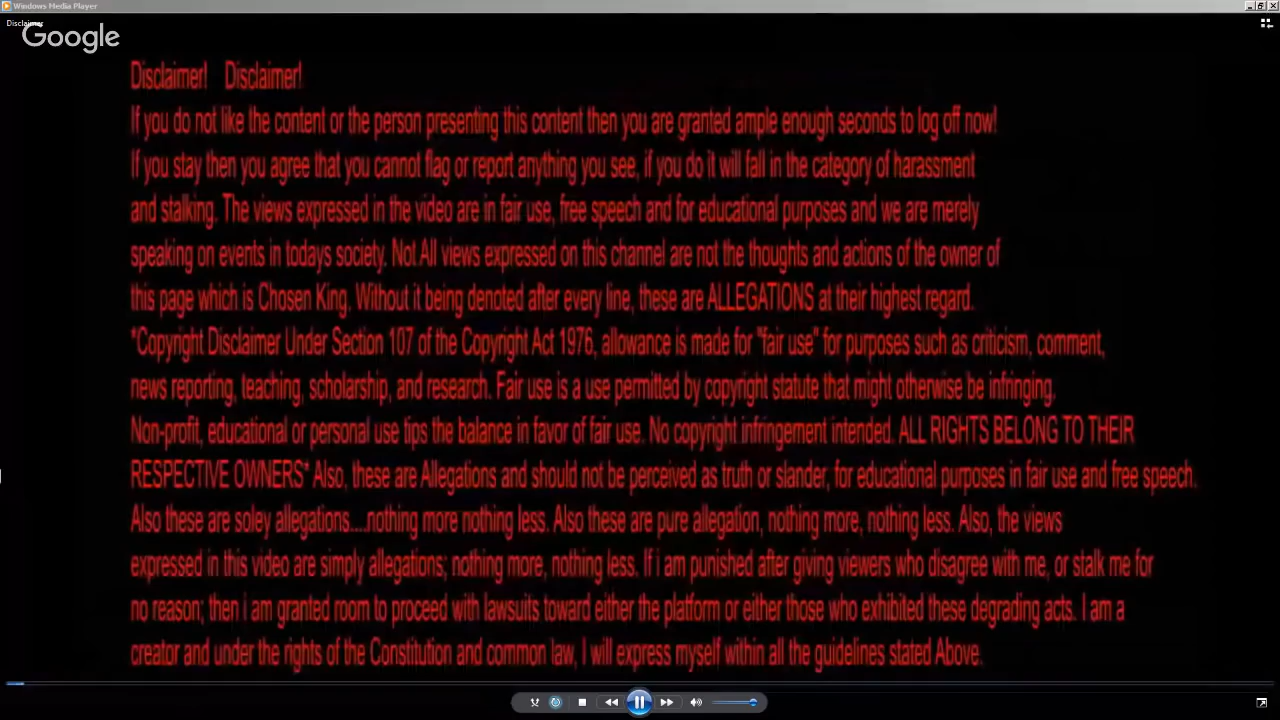 Windows Media Player
Disclaimer
Google
Disclaimer! Disclaimer!
If you do not like the content or the person presenting this content then you are granted ample enough seconds to log off now!
If you stay then you agree that you cannot flag or report anything you see, if you do it will fall in the category of harassment
and stalking. The views expressed in the video are in fair use, free speech and for educational purposes and we are merely
speaking on events in todays society. Not All views expressed on this channel are not the thoughts and actions of the owner of
this page which is Chosen King, Without it being denoted after every line, these are ALLEGATIONS at their highest regard.
*Copyright Disclaimer Under Section 107 of the Copyright Act 1976, allowance is made for "fair use" for purposes such as criticism, comment,
news reporting, teaching, scholarship, and research. Fair use is a use permitted by copyright statute that might otherwise be infringing.
Non-profit, educational or personal use tips the balance in favor of fair use. No copyright infringement intended. ALL RIGHTS BELONG TO THEIR
RESPECTIVE OWNERS* Also, these are Allegations and should not be perceived as truth or slander, for educational purposes in fair use and free speech.
Also these are soley allegations....nothing more nothing less. Also these are pure allegation, nothing more, nothing less. Also, the views
expressed in this video are simply allegations; nothing more, nothing less. If i am punished after giving viewers who disagree with me, or stalk me for
no reason; then i am granted room to proceed with lawsuits toward either the platform or either those who exhibited these degrading acts. I am a
creator and under the rights of the Constitution and common law, I will express myself within all the guidelines stated Above.